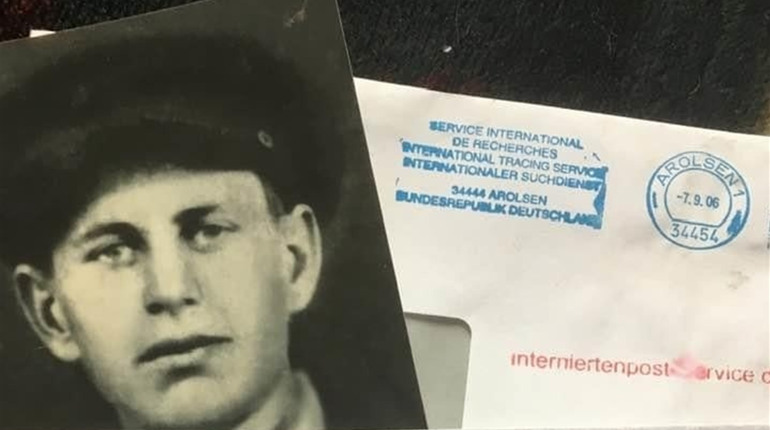 SERVICE INTERNATIONAL
DE RECHERCHES
INTERNATIONAL TRACING SERVICE
INTERNATIONALER SUCHDIENST
34444 AROLSEN
BUNDESREPUBLIK DEUTSCHLAND
AROLSEN 1
-7.9.06
34454
interniertenpost